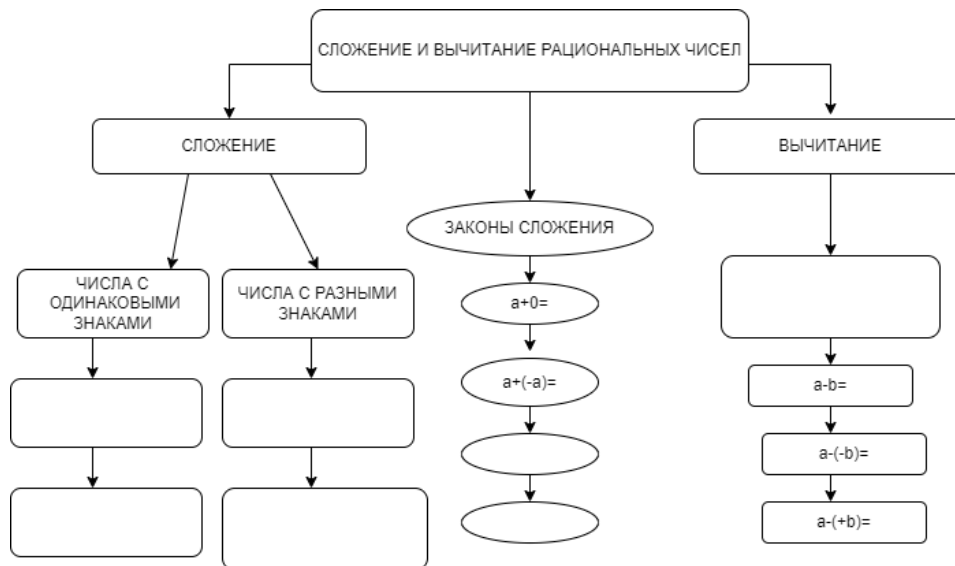 СЛОЖЕНИЕ И ВЫЧИТАНИЕ РАЦИОНАЛЬНЫХ ЧИСЕЛ
СЛОЖЕНИЕ
ВЫЧИТАНИЕ
ЗАКОНЫ СЛОЖЕНИЯ
ЧИСЛА С
ОДИНАКОВЫМИ
ЗНАКАМИ
ЧИСЛА С РАЗНЫМИ
ЗНАКАМИ
a+0=
a+(-a)=
a-b=
a-(-b)=
a-(+b)=